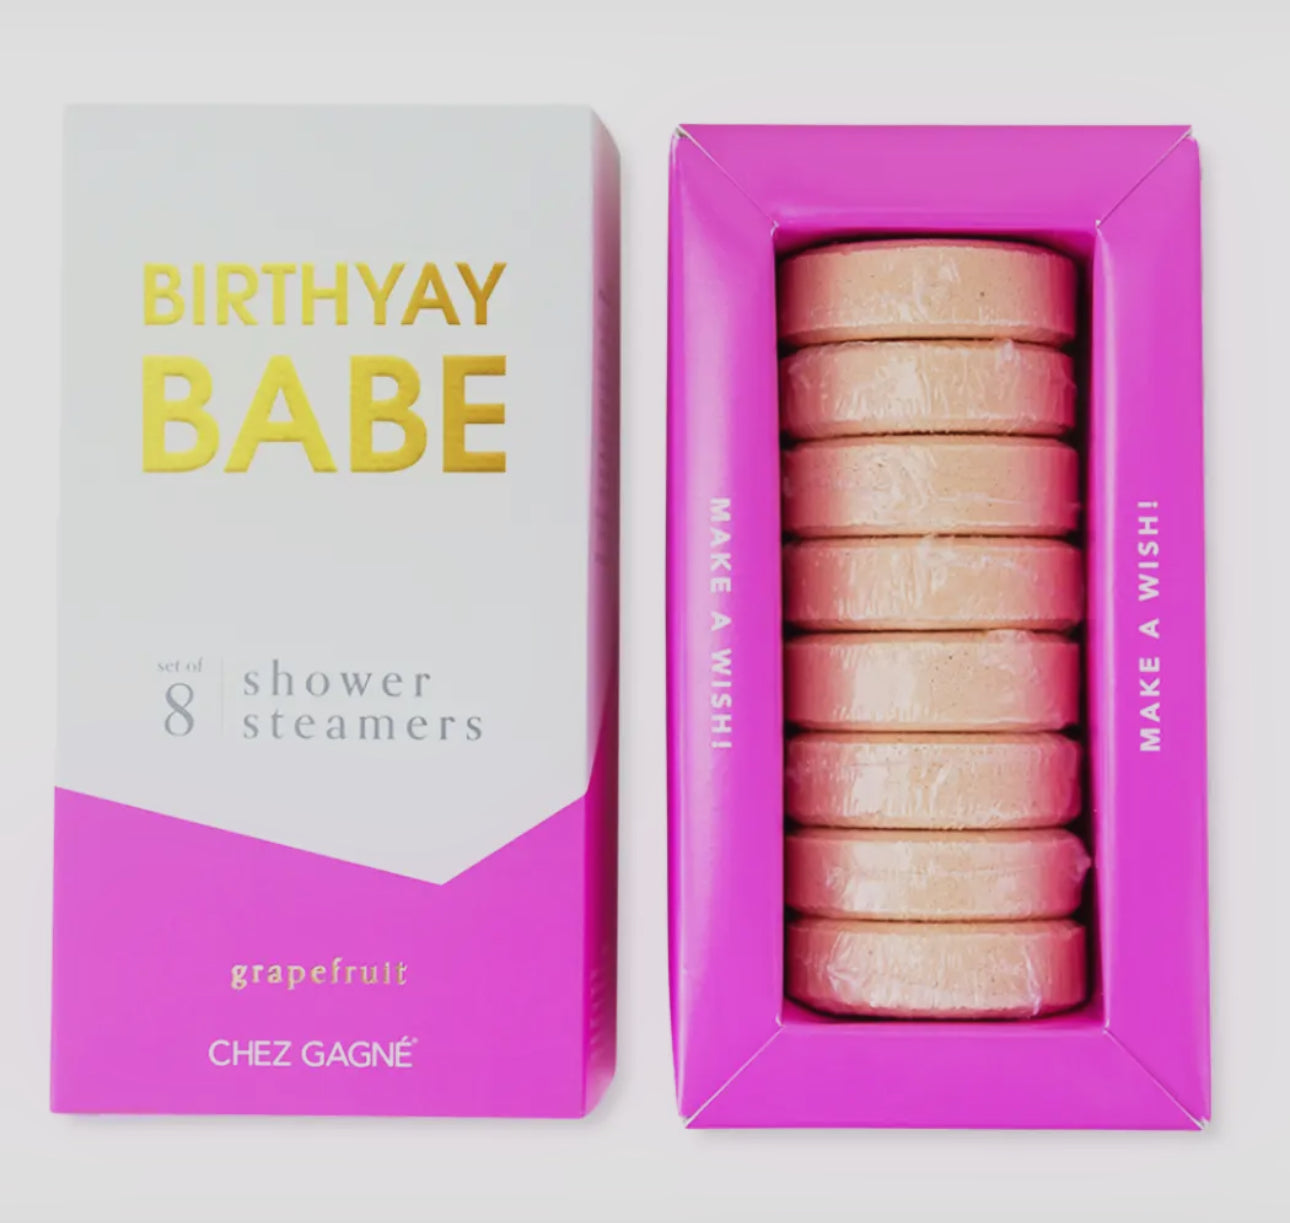 BIRTHYAY
BABE
set of
8
shower
steamers
grapefruit
CHEZ GAGNÉ®
MAKE A WISH!
MAKE A WISH!